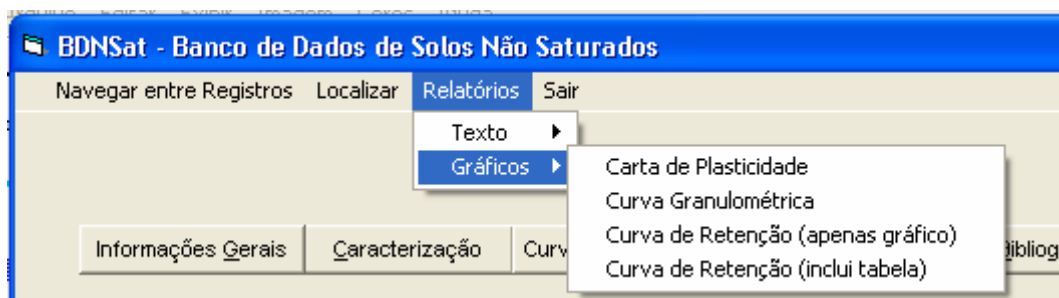 BDNSat - Banco de Dados de Solos Não Saturados
Navegar entre Registros Localizar Relatórios Sair
Texto
Gráficos
Carta de Plasticidade
Curva Granulométrica
Curva de Retenção (apenas gráfico)
Curva de Retenção (inclui tabela)
Informações Gerais Caracterização